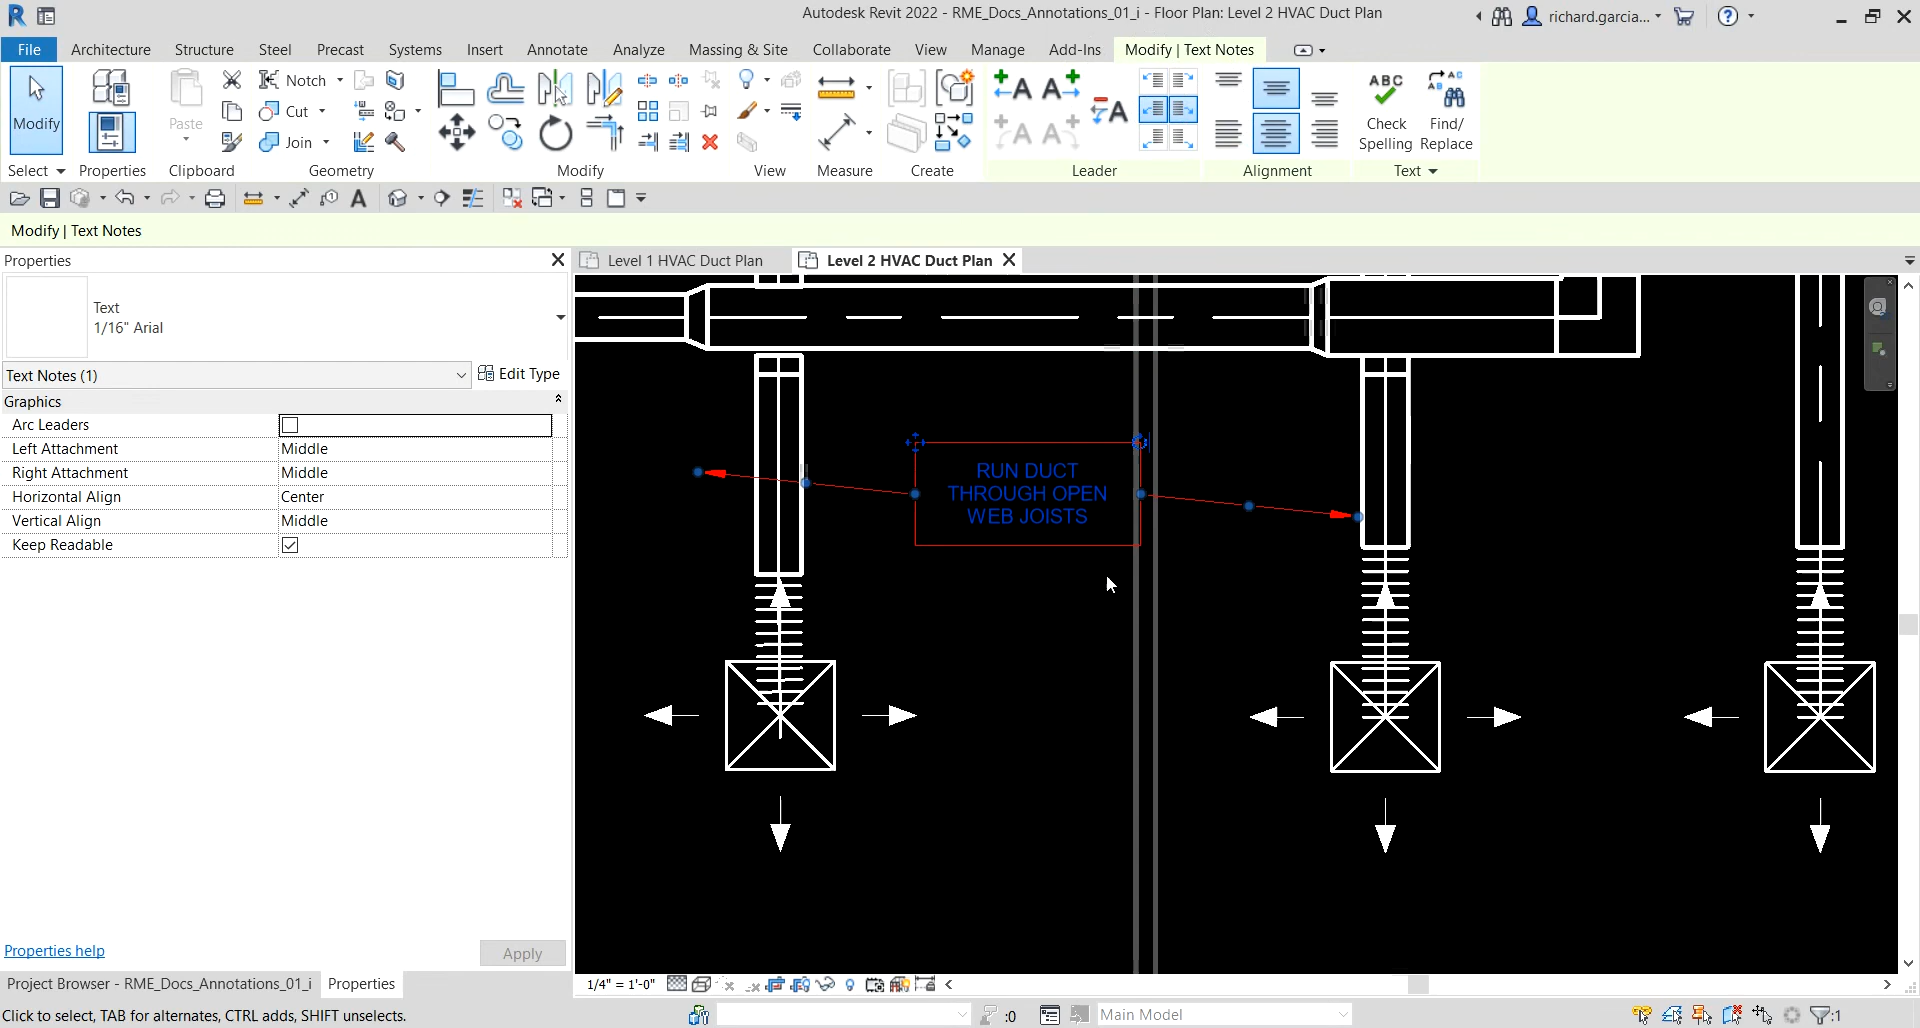 Autodesk Revit 2022 - RME_Docs_Annotations_01_i - Floor Plan: Level 2 HVAC Duct Plan
richard.garcia...
File Architecture Structure Steel Precast Systems Insert Annotate Analyze Massing & Site Collaborate View Manage Add-Ins Modify | Text Notes
Modify
Paste
Notch
Cut
Join
Check
Spelling
Find/
Replace
Select Properties Clipboard Geometry Modify View Measure Create Leader Alignment Text
Modify | Text Notes
Properties
Level 1 HVAC Duct Plan
Level 2 HVAC Duct Plan
Text
1/16" Arial
Text Notes (1)
Edit Type
Graphics
Arc Leaders
Left Attachment Middle
Right Attachment Middle
Horizontal Align Center
Vertical Align Middle
Keep Readable
RUN DUCT
THROUGH OPEN
WEB JOISTS
Properties help
Apply
Project Browser - RME_Docs_Annotations_01_i
Properties
1/4" = 1'-0"
Click to select, TAB for alternates, CTRL adds, SHIFT unselects.
:0
Main Model
:1